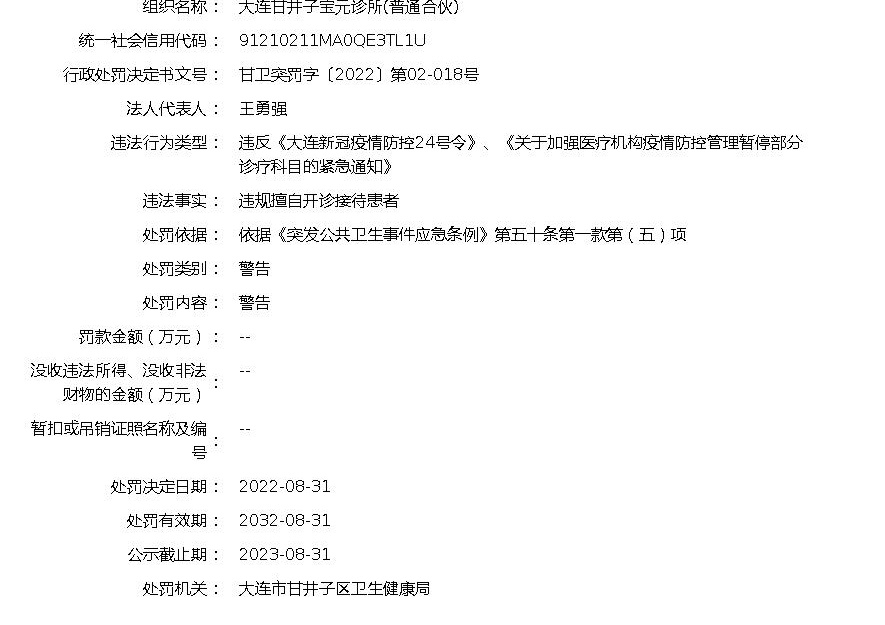 组织名称： 大连甘井子宝元诊所(普通合伙)
统一社会信用代码： 91210211MA0QE3TL1U
行政处罚决定书文号： 甘卫突罚字〔2022〕第02-018号
法人代表人： 王勇强
违法行为类型： 违反《大连新冠疫情防控24号令》、《关于加强医疗机构疫情防控管理暂停部分
诊疗科目的紧急通知》
违法事实： 违规擅自开诊接待患者
处罚依据： 依据《突发公共卫生事件应急条例》第五十条第一款第（五）项
处罚类别： 警告
处罚内容： 警告
罚款金额（万元）： --
没收违法所得、没收非法
财物的金额（万元）： --
暂扣或吊销证照名称及编
号： --
处罚决定日期： 2022-08-31
处罚有效期： 2032-08-31
公示截止期： 2023-08-31
处罚机关： 大连市甘井子区卫生健康局